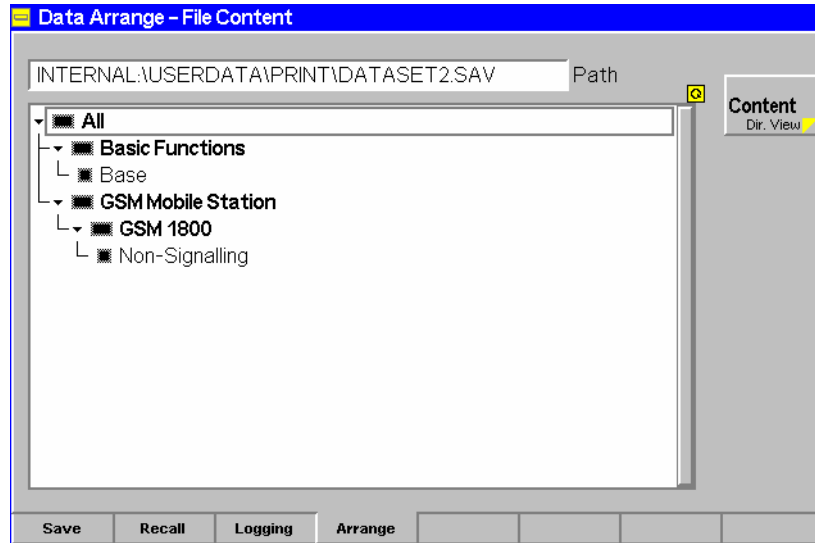 Data Arrange – File Content
INTERNAL:\USERDATA\PRINT\DATASET2.SAV Path
Content
Dir. View
All
Basic Functions
Base
GSM Mobile Station
GSM 1800
Non-Signalling
Save Recall Logging Arrange